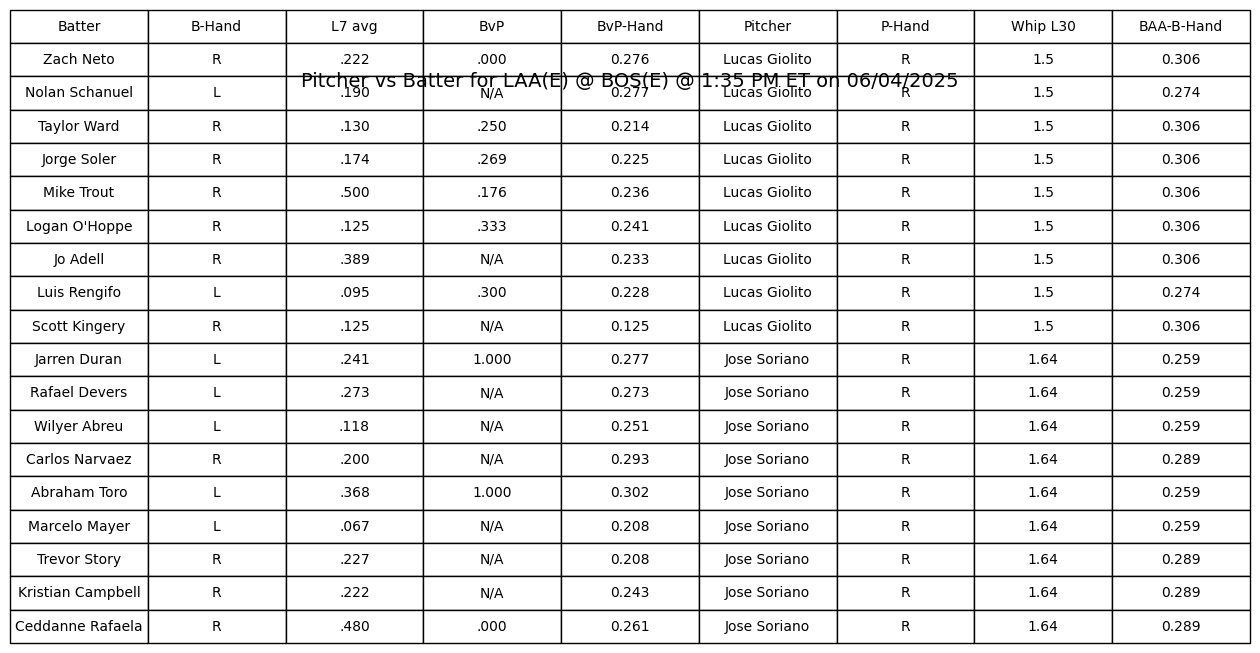 Batter B-Hand L7 avg BvP BvP-Hand Pitcher P-Hand Whip L30 BAA-B-Hand
Zach Neto R .222 .000 0.276 Lucas Giolito R 1.5 0.306
Pitcher vs Batter for LAA(E) @ BOS(E) @ 1:35 PM ET on 06/04/2025
Nolan Schanuel L .190 N/A 0.277 Lucas Giolito R 1.5 0.274
Taylor Ward R .130 .250 0.214 Lucas Giolito R 1.5 0.306
Jorge Soler R .174 .269 0.225 Lucas Giolito R 1.5 0.306
Mike Trout R .500 .176 0.236 Lucas Giolito R 1.5 0.306
Logan O'Hoppe R .125 .333 0.241 Lucas Giolito R 1.5 0.306
Jo Adell R .389 N/A 0.233 Lucas Giolito R 1.5 0.306
Luis Rengifo L .095 .300 0.228 Lucas Giolito R 1.5 0.274
Scott Kingery R .125 N/A 0.125 Lucas Giolito R 1.5 0.306
Jarren Duran L .241 1.000 0.277 Jose Soriano R 1.64 0.259
Rafael Devers L .273 N/A 0.273 Jose Soriano R 1.64 0.259
Wilyer Abreu L .118 N/A 0.251 Jose Soriano R 1.64 0.259
Carlos Narvaez R .200 N/A 0.293 Jose Soriano R 1.64 0.289
Abraham Toro L .368 1.000 0.302 Jose Soriano R 1.64 0.259
Marcelo Mayer L .067 N/A 0.208 Jose Soriano R 1.64 0.259
Trevor Story R .227 N/A 0.208 Jose Soriano R 1.64 0.289
Kristian Campbell R .222 N/A 0.243 Jose Soriano R 1.64 0.289
Ceddanne Rafaela R .480 .000 0.261 Jose Soriano R 1.64 0.289